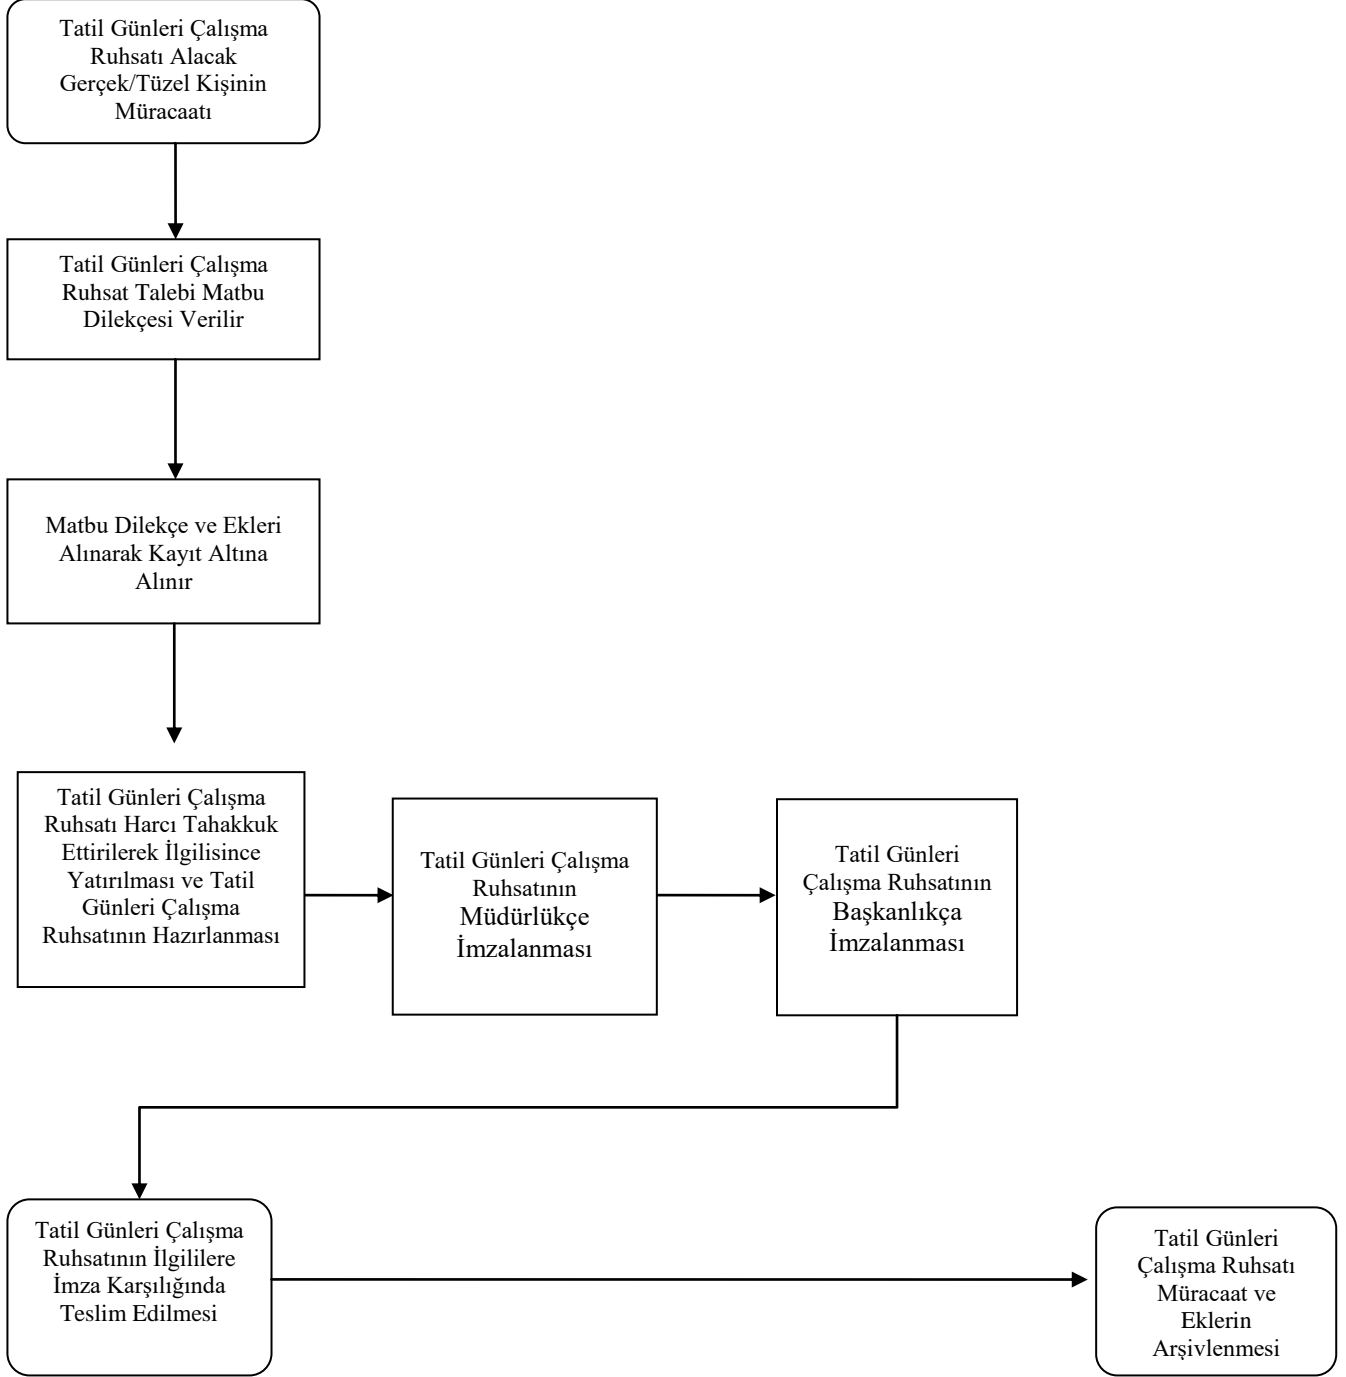 Tatil Günleri Çalışma
Ruhsatı Alacak
Gerçek/Tüzel Kişinin
Müracaatı
Tatil Günleri Çalışma
Ruhsat Talebi Matbu
Dilekçesi Verilir
Matbu Dilekçe ve Ekleri
Alınarak Kayıt Altına
Alınır
Tatil Günleri Çalışma
Ruhsatı Harcı Tahakkuk
Ettirilerek İlgilisince
Yatırılması ve Tatil
Günleri Çalışma
Ruhsatının Hazırlanması
Tatil Günleri Çalışma
Ruhsatının
Müdürlükçe
İmzalanması
Tatil Günleri
Çalışma Ruhsatının
Başkanlıkça
İmzalanması
Tatil Günleri Çalışma
Ruhsatının İlgililere
İmza Karşılığında
Teslim Edilmesi
Tatil Günleri
Çalışma Ruhsatı
Müracaat ve
Eklerin
Arşivlenmesi